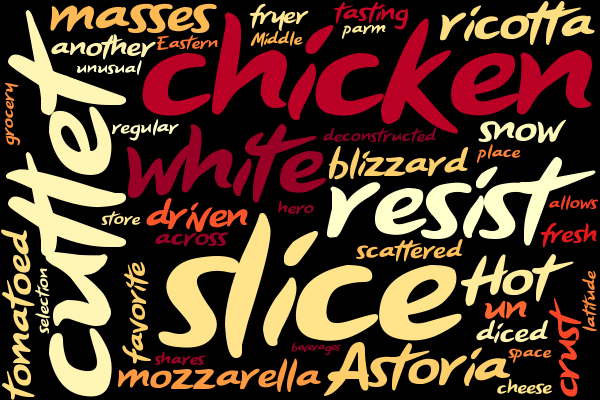 masses
fryer
tasting
parm
ricotta
another
Eastern
Middle
unusual
chicken
grocery
cutlet
regular
deconstructed
snow
white
blizzard
place
resist
store
driven
hero
allows
across
fresh
scattered
tomatoed
selection
favorite
slice
Hot
un
latitude
diced
crust
space
shares
beverages
mozzarella
Astoria
cheese